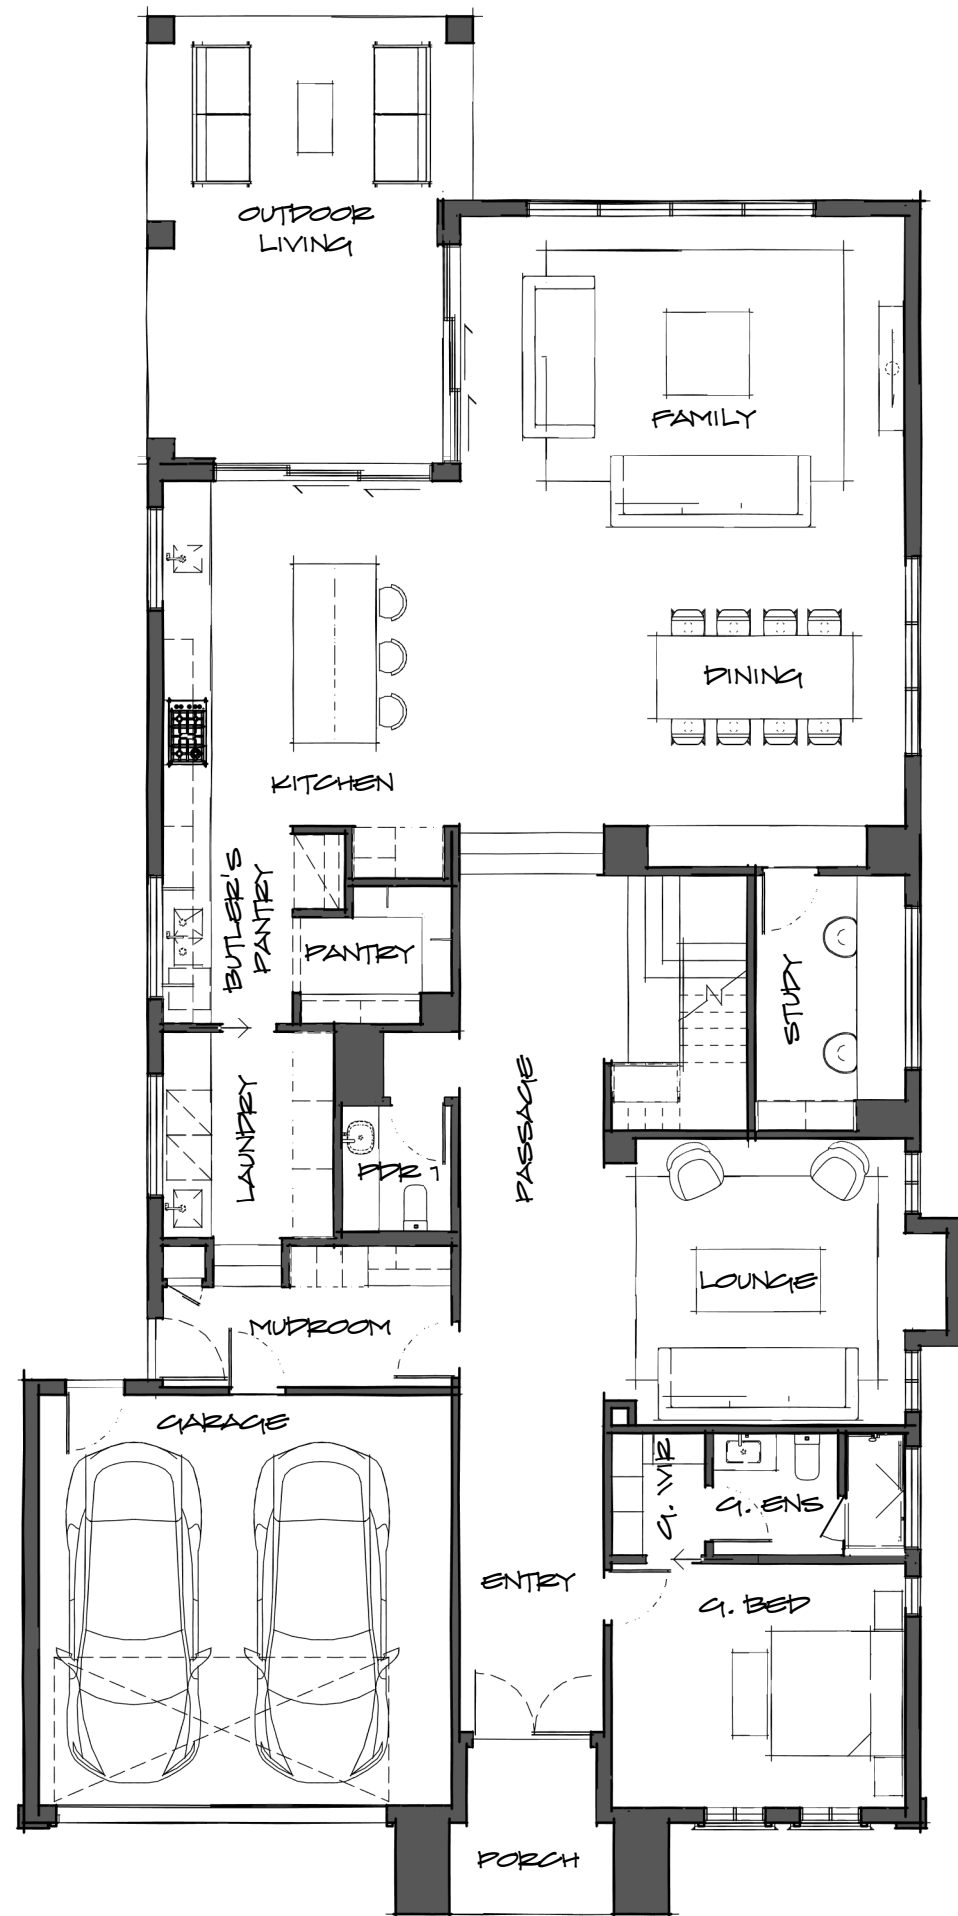 OUTDOOR
LIVING
FAMILY
DINING
KITCHEN
BUTLER'S
PANTRY
PANTRY
STUDY
PASSAGE
LAUNDRY
PDR 1
LOUNGE
MUDROOM
GARAGE
G. WIR
G. ENS
ENTRY
G. BED
PORCH